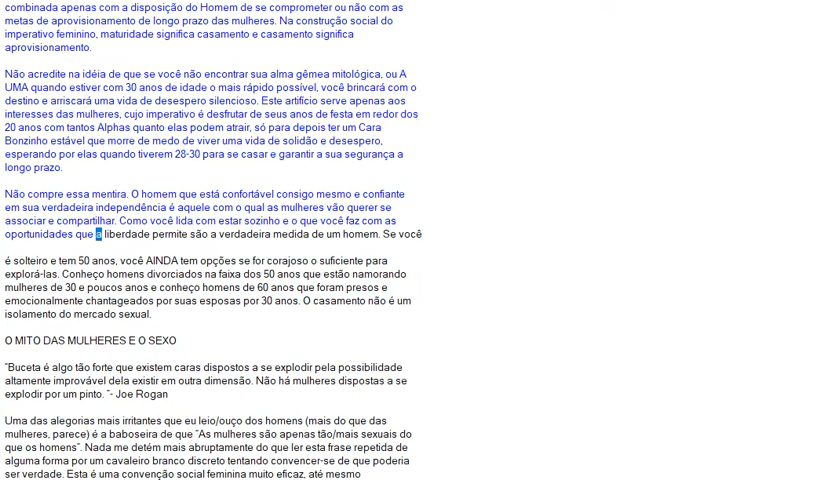 combinada apenas com a disposição do Homem de se comprometer ou não com as
metas de aprovisionamento de longo prazo das mulheres. Na construção social do
imperativo feminino, maturidade significa casamento e casamento significa
aprovisionamento.
Não acredite na idéia de que se você não encontrar sua alma gêmea mitológica, ou A
UMA quando estiver com 30 anos de idade o mais rápido possível, você brincará com o
destino e arriscará uma vida de desespero silencioso. Este artifício serve apenas aos
interesses das mulheres, cujo imperativo é desfrutar de seus anos de festa em redor dos
20 anos com tantos Alphas quanto elas podem atrair, só para depois ter um Cara
Bonzinho estável que morre de medo de viver uma vida de solidão e desespero,
esperando por elas quando tiverem 28-30 para se casar e garantir a sua segurança a
longo prazo.
Não compre essa mentira. O homem que está confortável consigo mesmo e confiante
em sua verdadeira independência é aquele com o qual as mulheres vão querer se
associar e compartilhar. Como você lida com estar sozinho e o que você faz com as
oportunidades que a liberdade permite são a verdadeira medida de um homem. Se você
é solteiro e tem 50 anos, você AINDA tem opções se for corajoso o suficiente para
explorá-las. Conheço homens divorciados na faixa dos 50 anos que estão namorando
mulheres de 30 e poucos anos e conheço homens de 60 anos que foram presos e
emocionalmente chantageados por suas esposas por 30 anos. O casamento não é um
isolamento do mercado sexual.
O MITO DAS MULHERES E O SEXO
"Buceta é algo tão forte que existem caras dispostos a se explodir pela possibilidade
altamente improvável dela existir em outra dimensão. Não há mulheres dispostas a se
explodir por um pinto. "- Joe Rogan
Uma das alegorias mais irritantes que eu leio/ouço dos homens (mais do que das
mulheres, parece) é a baboseira de que "As mulheres são apenas tão/mais sexuais do
que os homens". Nada me detém mais abruptamente do que ler esta frase repetida de
alguma forma por um cavaleiro branco discreto tentando convencer-se de que poderia
ser verdade. Esta é uma convenção social feminina muito eficaz, até mesmo